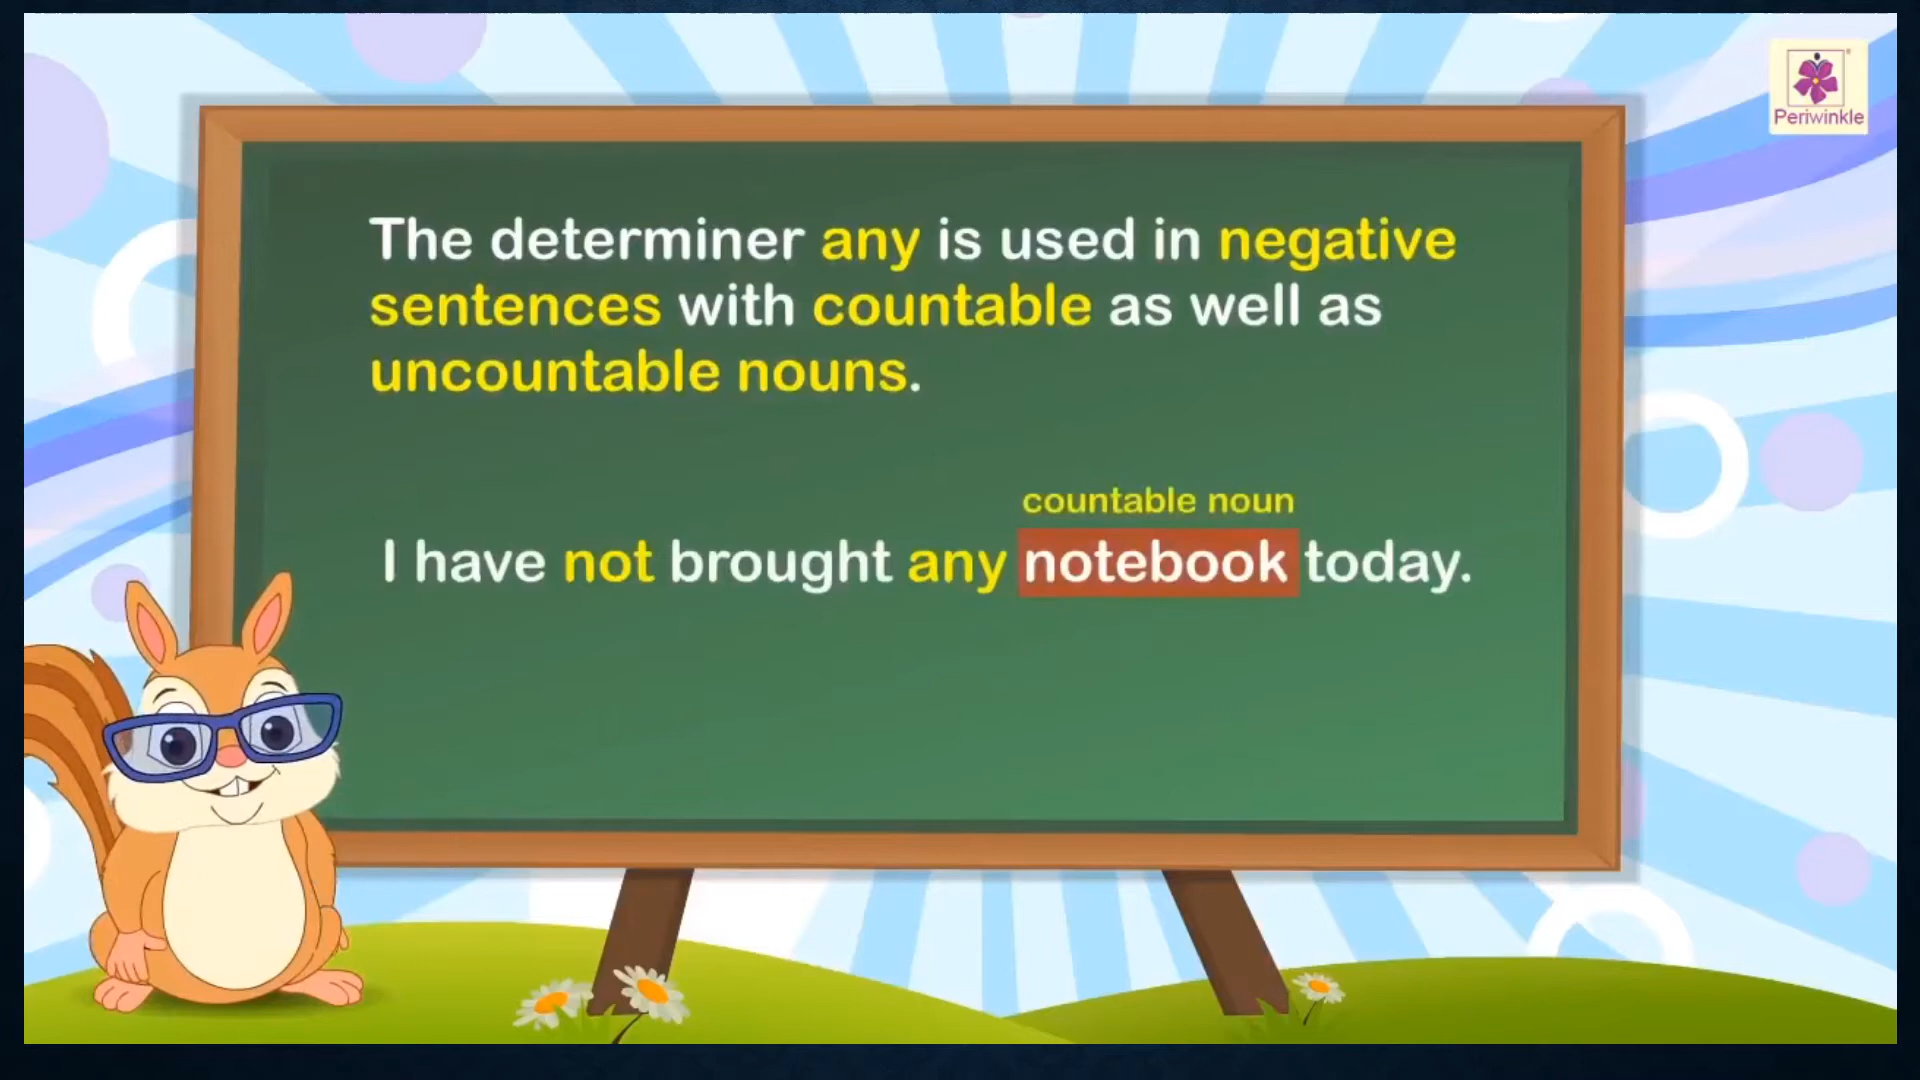 Periwinkle
The determiner any is used in negative
sentences with countable as well as
uncountable nouns.
countable noun
I have not brought any notebook today.